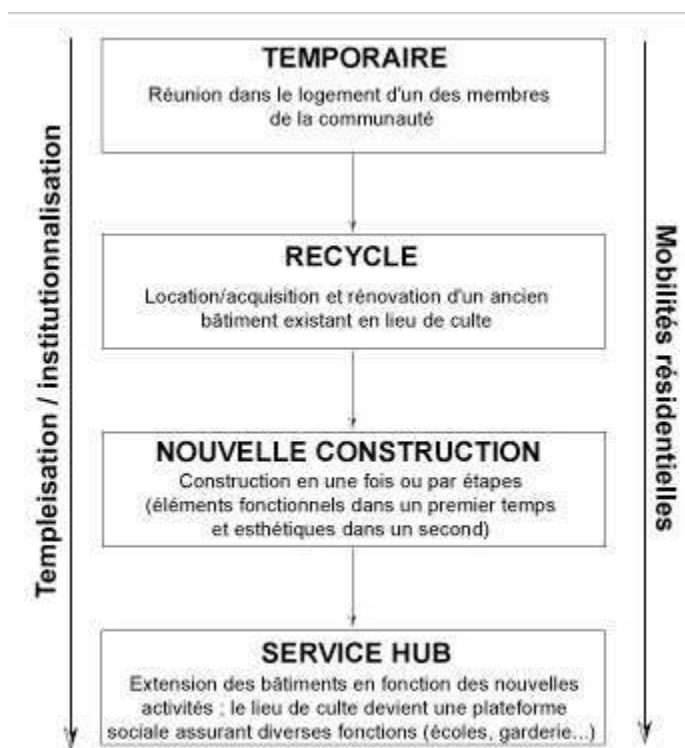 TEMPORAIRE
Réunion dans le logement d'un des membres
de la communauté
RECYCLE
Location/acquisition et rénovation d'un ancien
bâtiment existant en lieu de culte
NOUVELLE CONSTRUCTION
Construction en une fois ou par étapes
(éléments fonctionnels dans un premier temps
et esthétiques dans un second)
SERVICE HUB
Extension des bâtiments en fonction des nouvelles
activités ; le lieu de culte devient une plateforme
sociale assurant diverses fonctions (écoles, garderie...)
Templeisation / institutionnalisation
Mobilités résidentielles